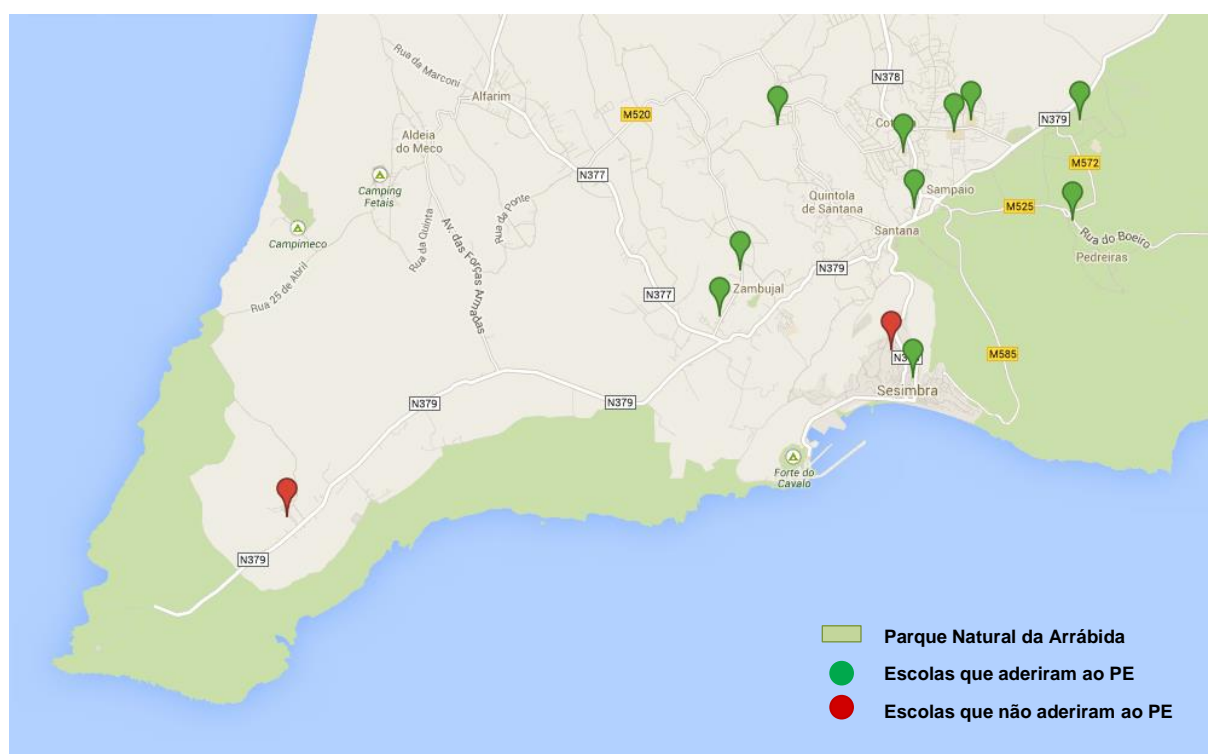 Rua da Marconi
Alfarim
N378
M520
N379
Aldeia
do Meco
M572
N377
Camping
Fetais
Rua da Ponte
Quintola
de Santana
Sampaio
M525
Campimeco
Rua da Quinta
Av. das Forças Armadas
Santana
Rua do Boeiro
Pedreiras
Rua 25 de Abril
N377
Zambujal
N379
M585
Sesimbra
N379
N379
Forte do
Cavalo
N379
Parque Natural da Arrábida
Escolas que aderiram ao PE
Escolas que não aderiram ao PE